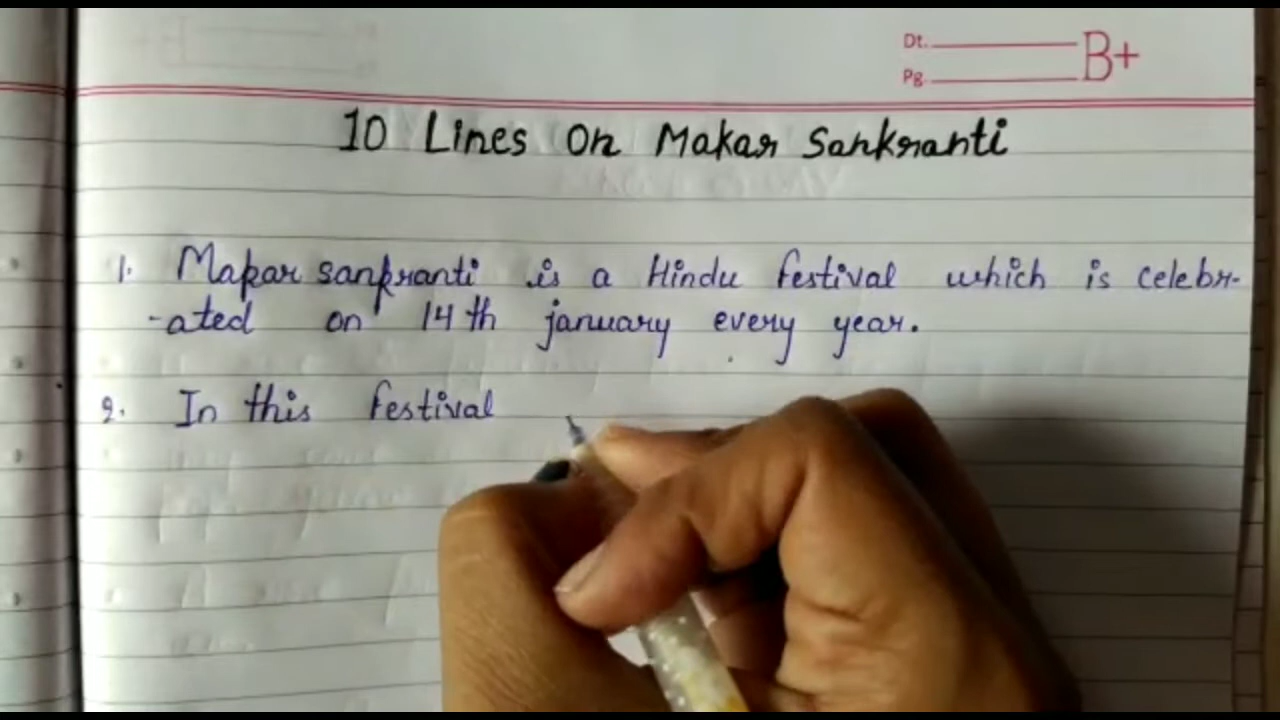 Dt.
Pg.
B+
10 Lines On Makar Sankranti
1. Makar sankranti is a Hindu festival which is celebr-
-ated on 14th january every year.
2. In this festival